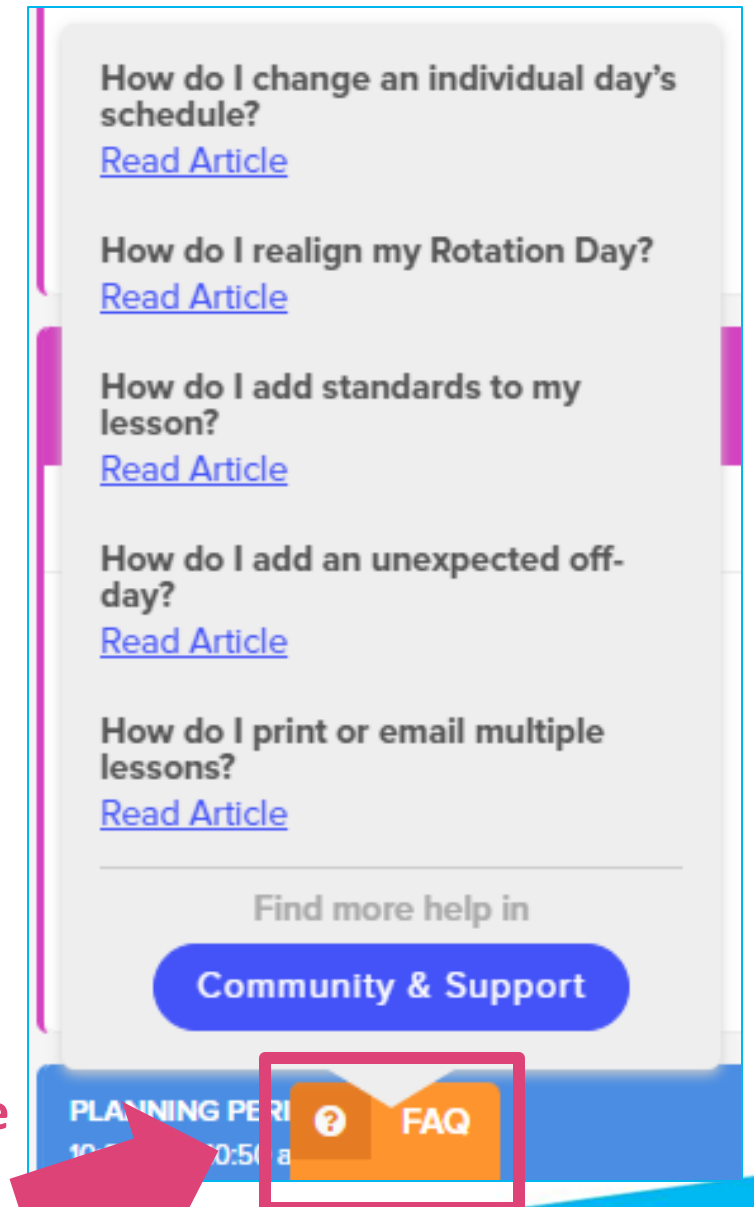 How do I change an individual day's
schedule?
Read Article
How do I realign my Rotation Day?
Read Article
How do I add standards to my
lesson?
Read Article
How do I add an unexpected off-
day?
Read Article
How do I print or email multiple
lessons?
Read Article
Find more help in
Community & Support
PLANNING
FAQ